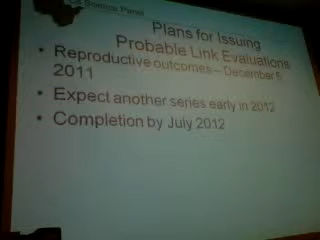 C8 Science Panel
Plans for Issuing
Probable Link Evaluations
• Reproductive outcomes – December 5
2011
• Expect another series early in 2012
• Completion by July 2012